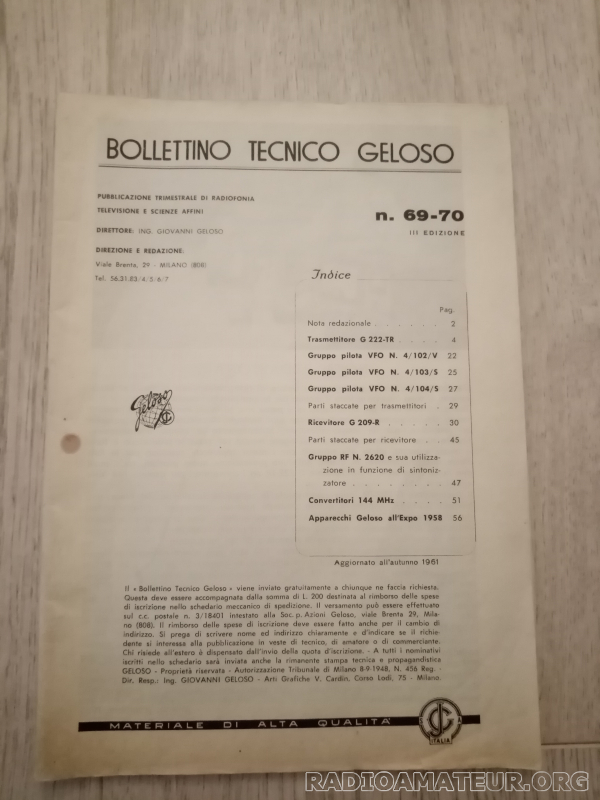 BOLLETTINO TECNICO GELOSO
PUBBLICAZIONE TRIMESTRALE DI RADIOFONIA
TELEVISIONE E SCIENZE AFFINI
DIRETTORE: ING. GIOVANNI GELOSO
DIREZIONE E REDAZIONE:
Viale Brenta, 29 - MILANO (808)
Tel. 56.31.83/4/5/6/7
n. 69-70
III EDIZIONE
Indice
Pag.
Nota redazionale . . . . . . 2
Trasmettitore G 222-TR . . . . 4
Gruppo pilota VFO N. 4/102/V 22
Gruppo pilota VFO N. 4/103/S 25
Gruppo pilota VFO N. 4/104/S 27
Parti staccate per trasmettitori . 29
Ricevitore G 209-R . . . . . 30
Parti staccate per ricevitore . . 45
Gruppo RF N. 2620 e sua utilizza-
zione in funzione di sintoniz-
zatore . . . . . . . . 47
Convertitori 144 MHz . . . . 51
Apparecchi Geloso all'Expo 1958 56
Geloso
Aggiornato all'autunno 1961
Il « Bollettino Tecnico Geloso » viene inviato gratuitamente a chiunque ne faccia richiesta.
Questa deve essere accompagnata dalla somma di L. 200 destinata al rimborso delle spese
di iscrizione nello schedario meccanico di spedizione. Il versamento può essere effettuato
sul c.c. postale n. 3/18401 intestato alla Soc. p. Azioni Geloso, viale Brenta 29, Mila-
no (808). Il rimborso delle spese di iscrizione deve essere fatto anche per il cambio di
indirizzo. Si prega di scrivere nome ed indirizzo chiaramente e d'indicare se il richie-
dente si interessa alla pubblicazione in veste di tecnico, di amatore o di commerciante.
Chi risiede all'estero è dispensato dall'invio della quota d'iscrizione. - A tutti i nominativi
iscritti nello schedario sarà inviata anche la rimanente stampa tecnica e propagandistica
GELOSO - Proprietà riservata - Autorizzazione Tribunale di Milano 8-9-1948, N. 456 Reg. -
Dir. Resp.: Ing. GIOVANNI GELOSO - Arti Grafiche V. Cardin, Corso Lodi, 75 - Milano.
MATERIALE DI ALTA QUALITÀ
ITALIA
RADIOAMATEUR.ORG